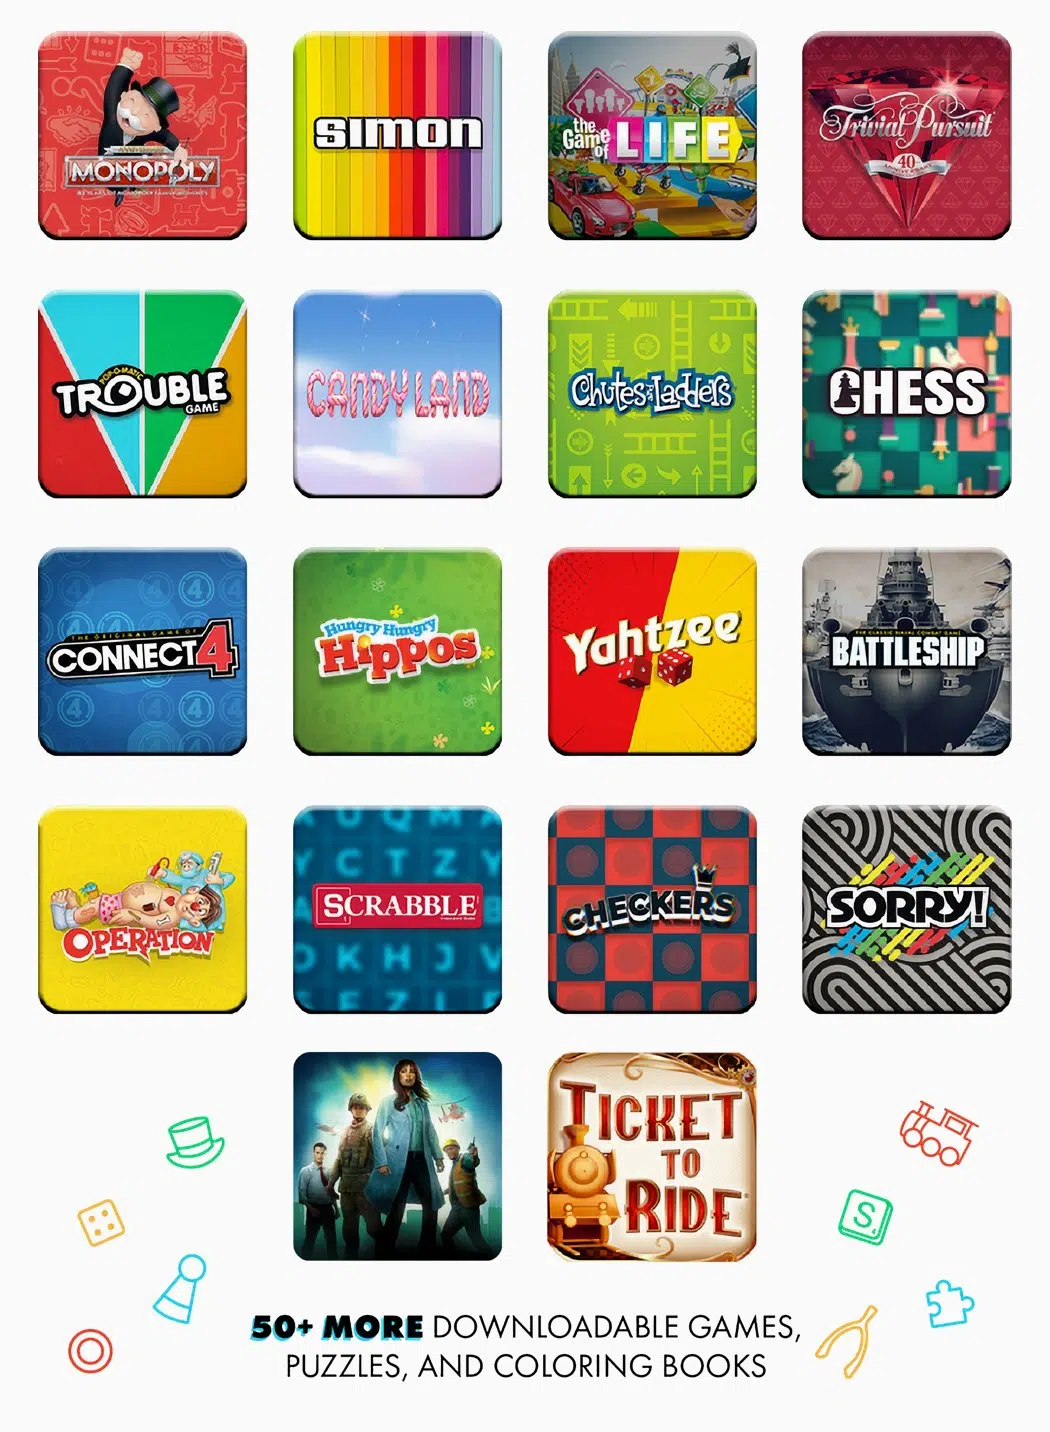 MONOPOLY
simon
the
Game
of
LIFE
Trivial Pursuit
40
POP-O-MATIC
TROUBLE
GAME
CANDY LAND
Chutes and Ladders
CHESS
THE ORIGINAL GAME OF
CONNECT 4
Hungry Hungry
Hippos
Yahtzee
THE CLASSIC NAVAL COMBAT GAME
BATTLESHIP
OPERATION
SCRABBLE
CHECKERS
SORRY!
TICKET
TO
RIDE
S
50+ MORE DOWNLOADABLE GAMES,
PUZZLES, AND COLORING BOOKS